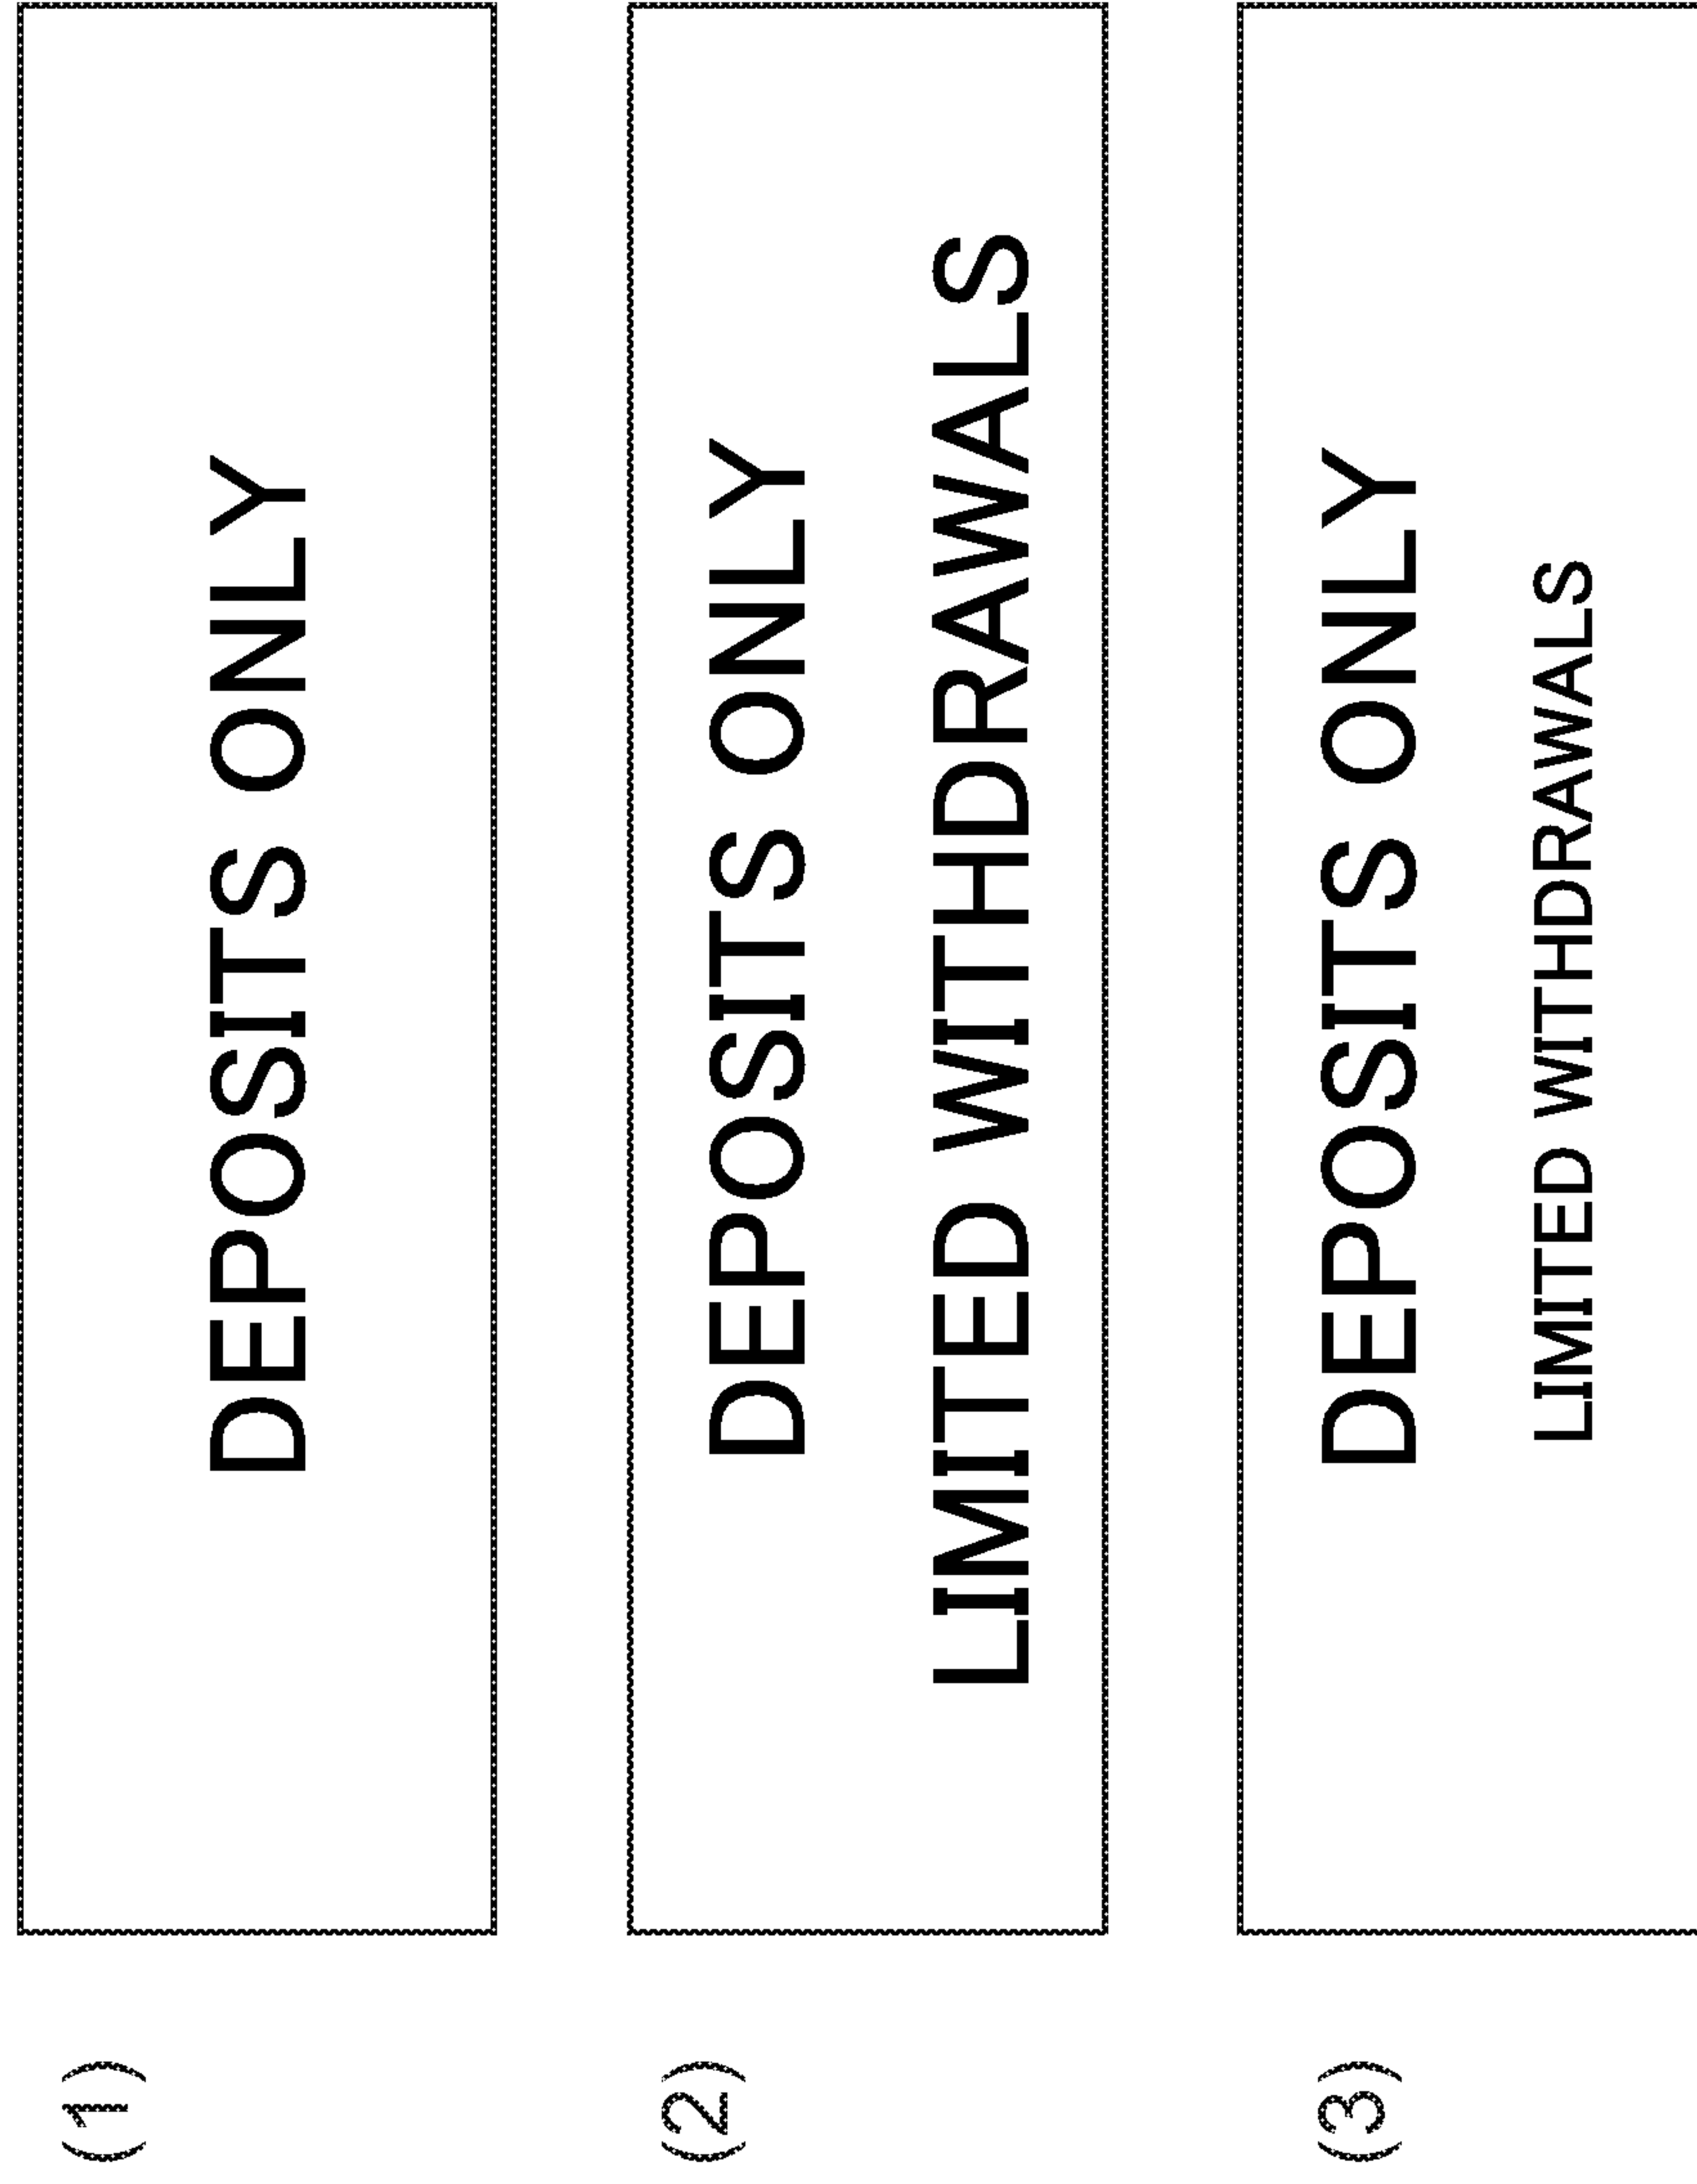 (1)
DEPOSITS ONLY
(2)
DEPOSITS ONLY
LIMITED WITHDRAWALS
(3)
DEPOSITS ONLY
LIMITED WITHDRAWALS